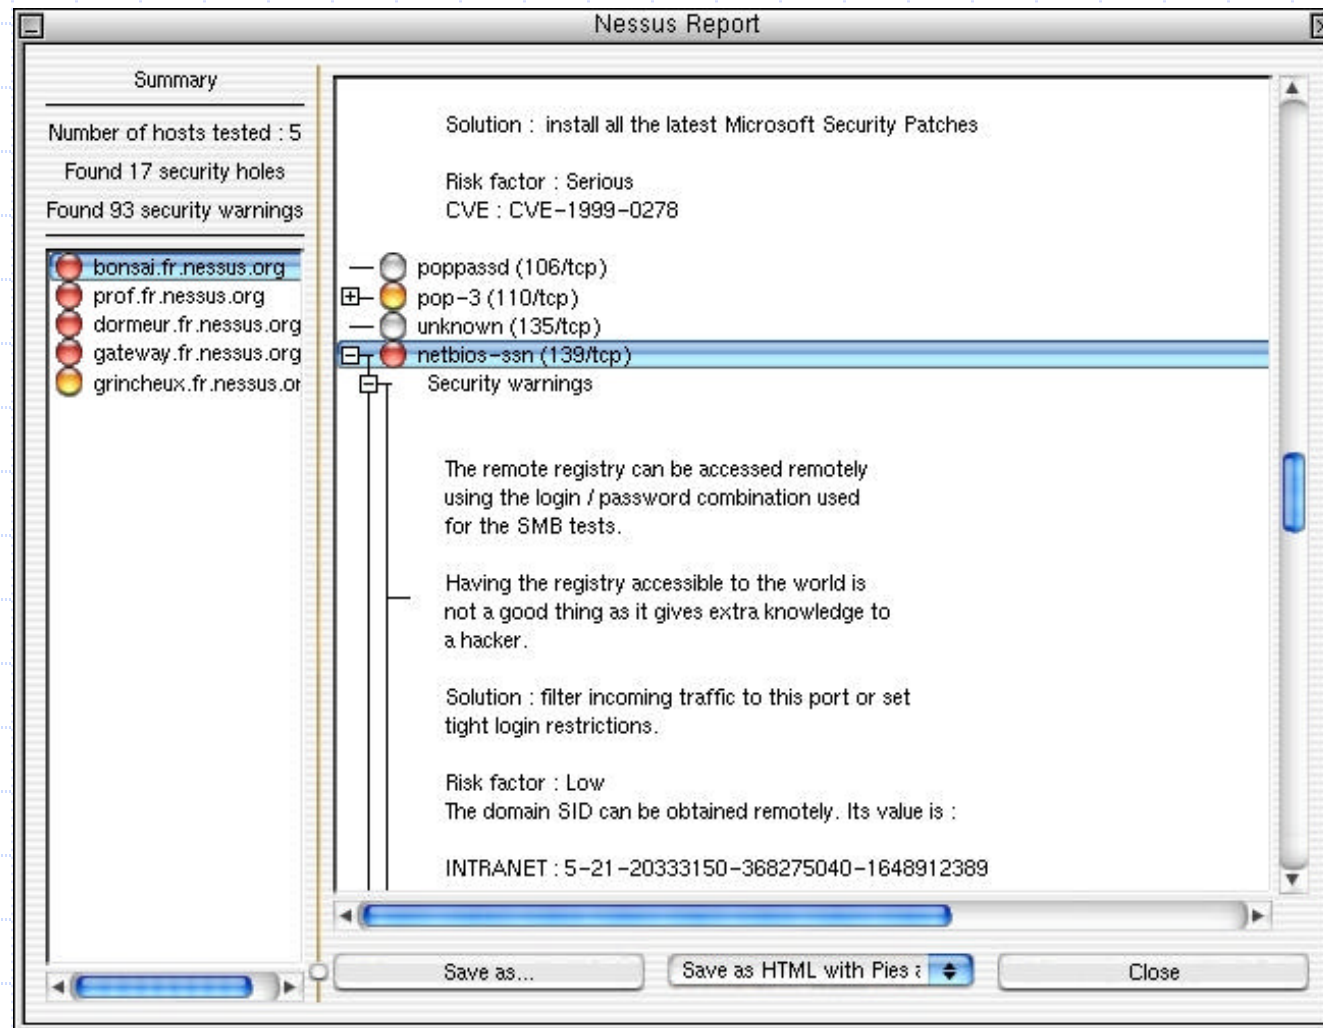 Nessus Report
Summary
Number of hosts tested : 5
Found 17 security holes
Found 93 security warnings
bonsai.fr.nessus.org
prof.fr.nessus.org
dormeur.fr.nessus.org
gateway.fr.nessus.org
grincheux.fr.nessus.or
Solution : install all the latest Microsoft Security Patches
Risk factor : Serious
CVE : CVE-1999-0278
poppassd (106/tcp)
pop-3 (110/tcp)
unknown (135/tcp)
netbios-ssn (139/tcp)
Security warnings
The remote registry can be accessed remotely
using the login / password combination used
for the SMB tests.
Having the registry accessible to the world is
not a good thing as it gives extra knowledge to
a hacker.
Solution : filter incoming traffic to this port or set
tight login restrictions.
Risk factor : Low
The domain SID can be obtained remotely. Its value is :
INTRANET : 5-21-20333150-368275040-1648912389
Save as...
Save as HTML with Pies a
Close